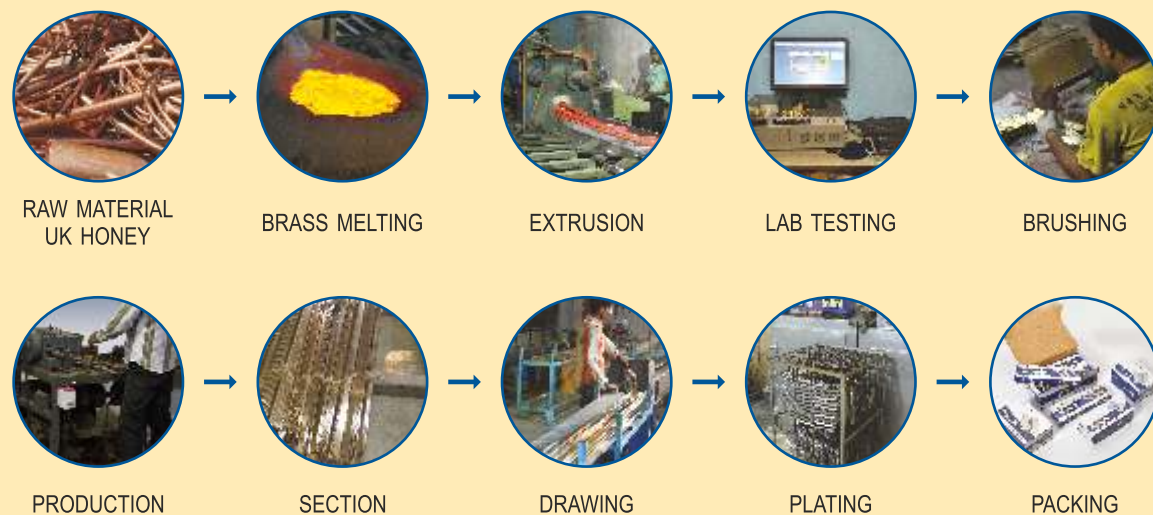 RAW MATERIAL
UK HONEY
BRASS MELTING
EXTRUSION
LAB TESTING
BRUSHING
PRODUCTION
SECTION
DRAWING
PLATING
PACKING